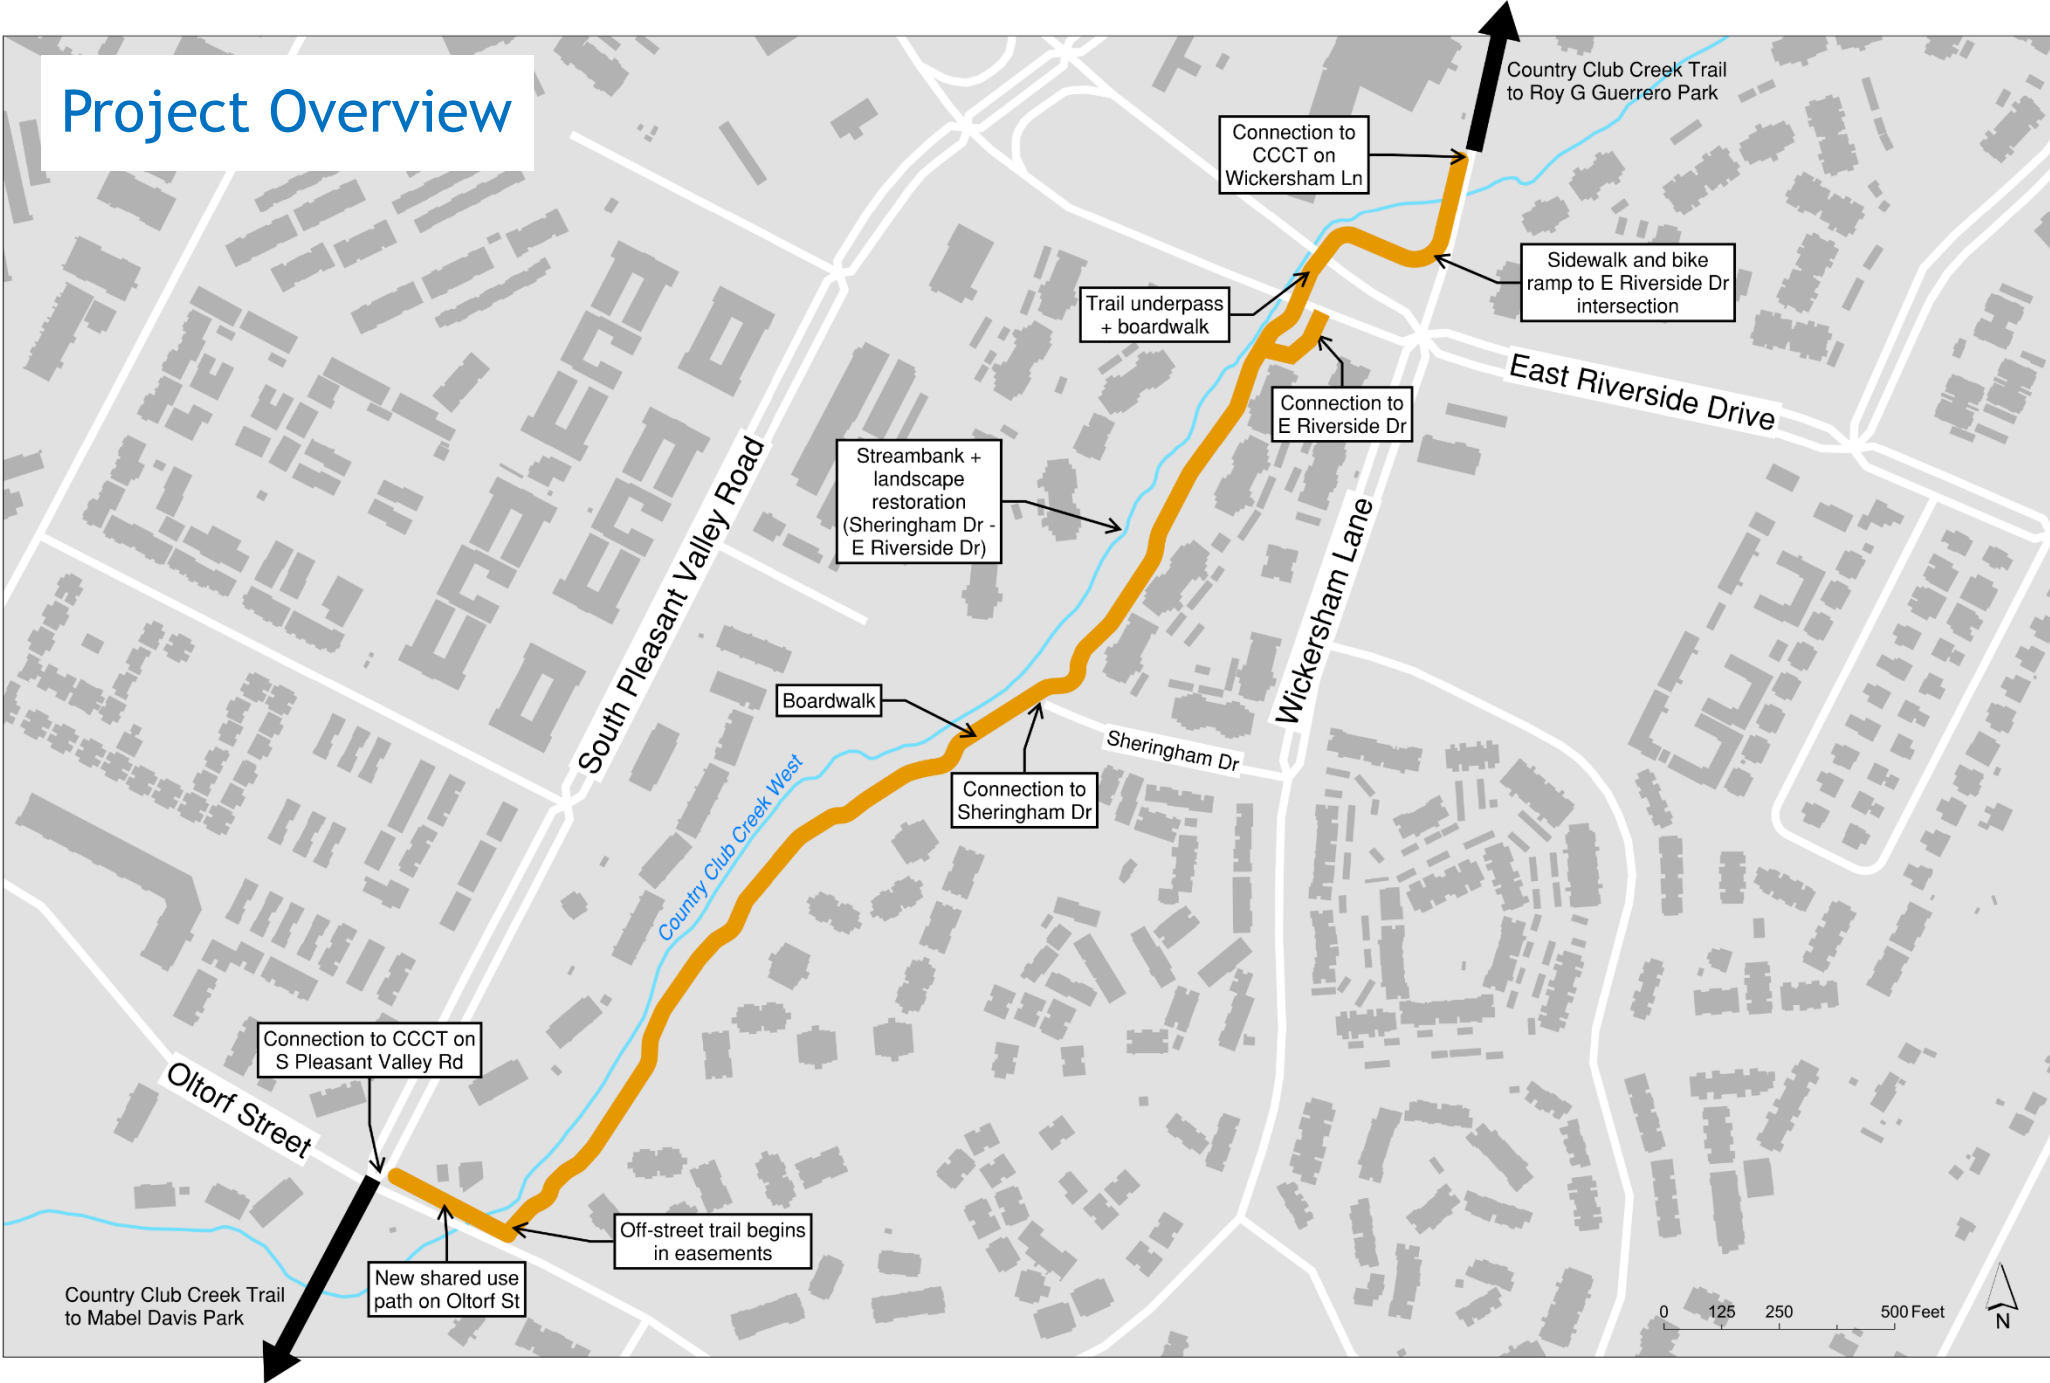 Project Overview
Country Club Creek Trail
to Roy G Guerrero Park
Connection to
CCCT on
Wickersham Ln
Sidewalk and bike
ramp to E Riverside Dr
intersection
Trail underpass
+ boardwalk
East Riverside Drive
Connection to
E Riverside Dr
Streambank +
landscape
restoration
(Sheringham Dr -
E Riverside Dr)
South Pleasant Valley Road
Wickersham Lane
Boardwalk
Sheringham Dr
Connection to
Sheringham Dr
Country Club Creek West
Connection to CCCT on
S Pleasant Valley Rd
Oltorf Street
Off-street trail begins
in easements
New shared use
path on Oltorf St
Country Club Creek Trail
to Mabel Davis Park
0 125 250 500 Feet
N